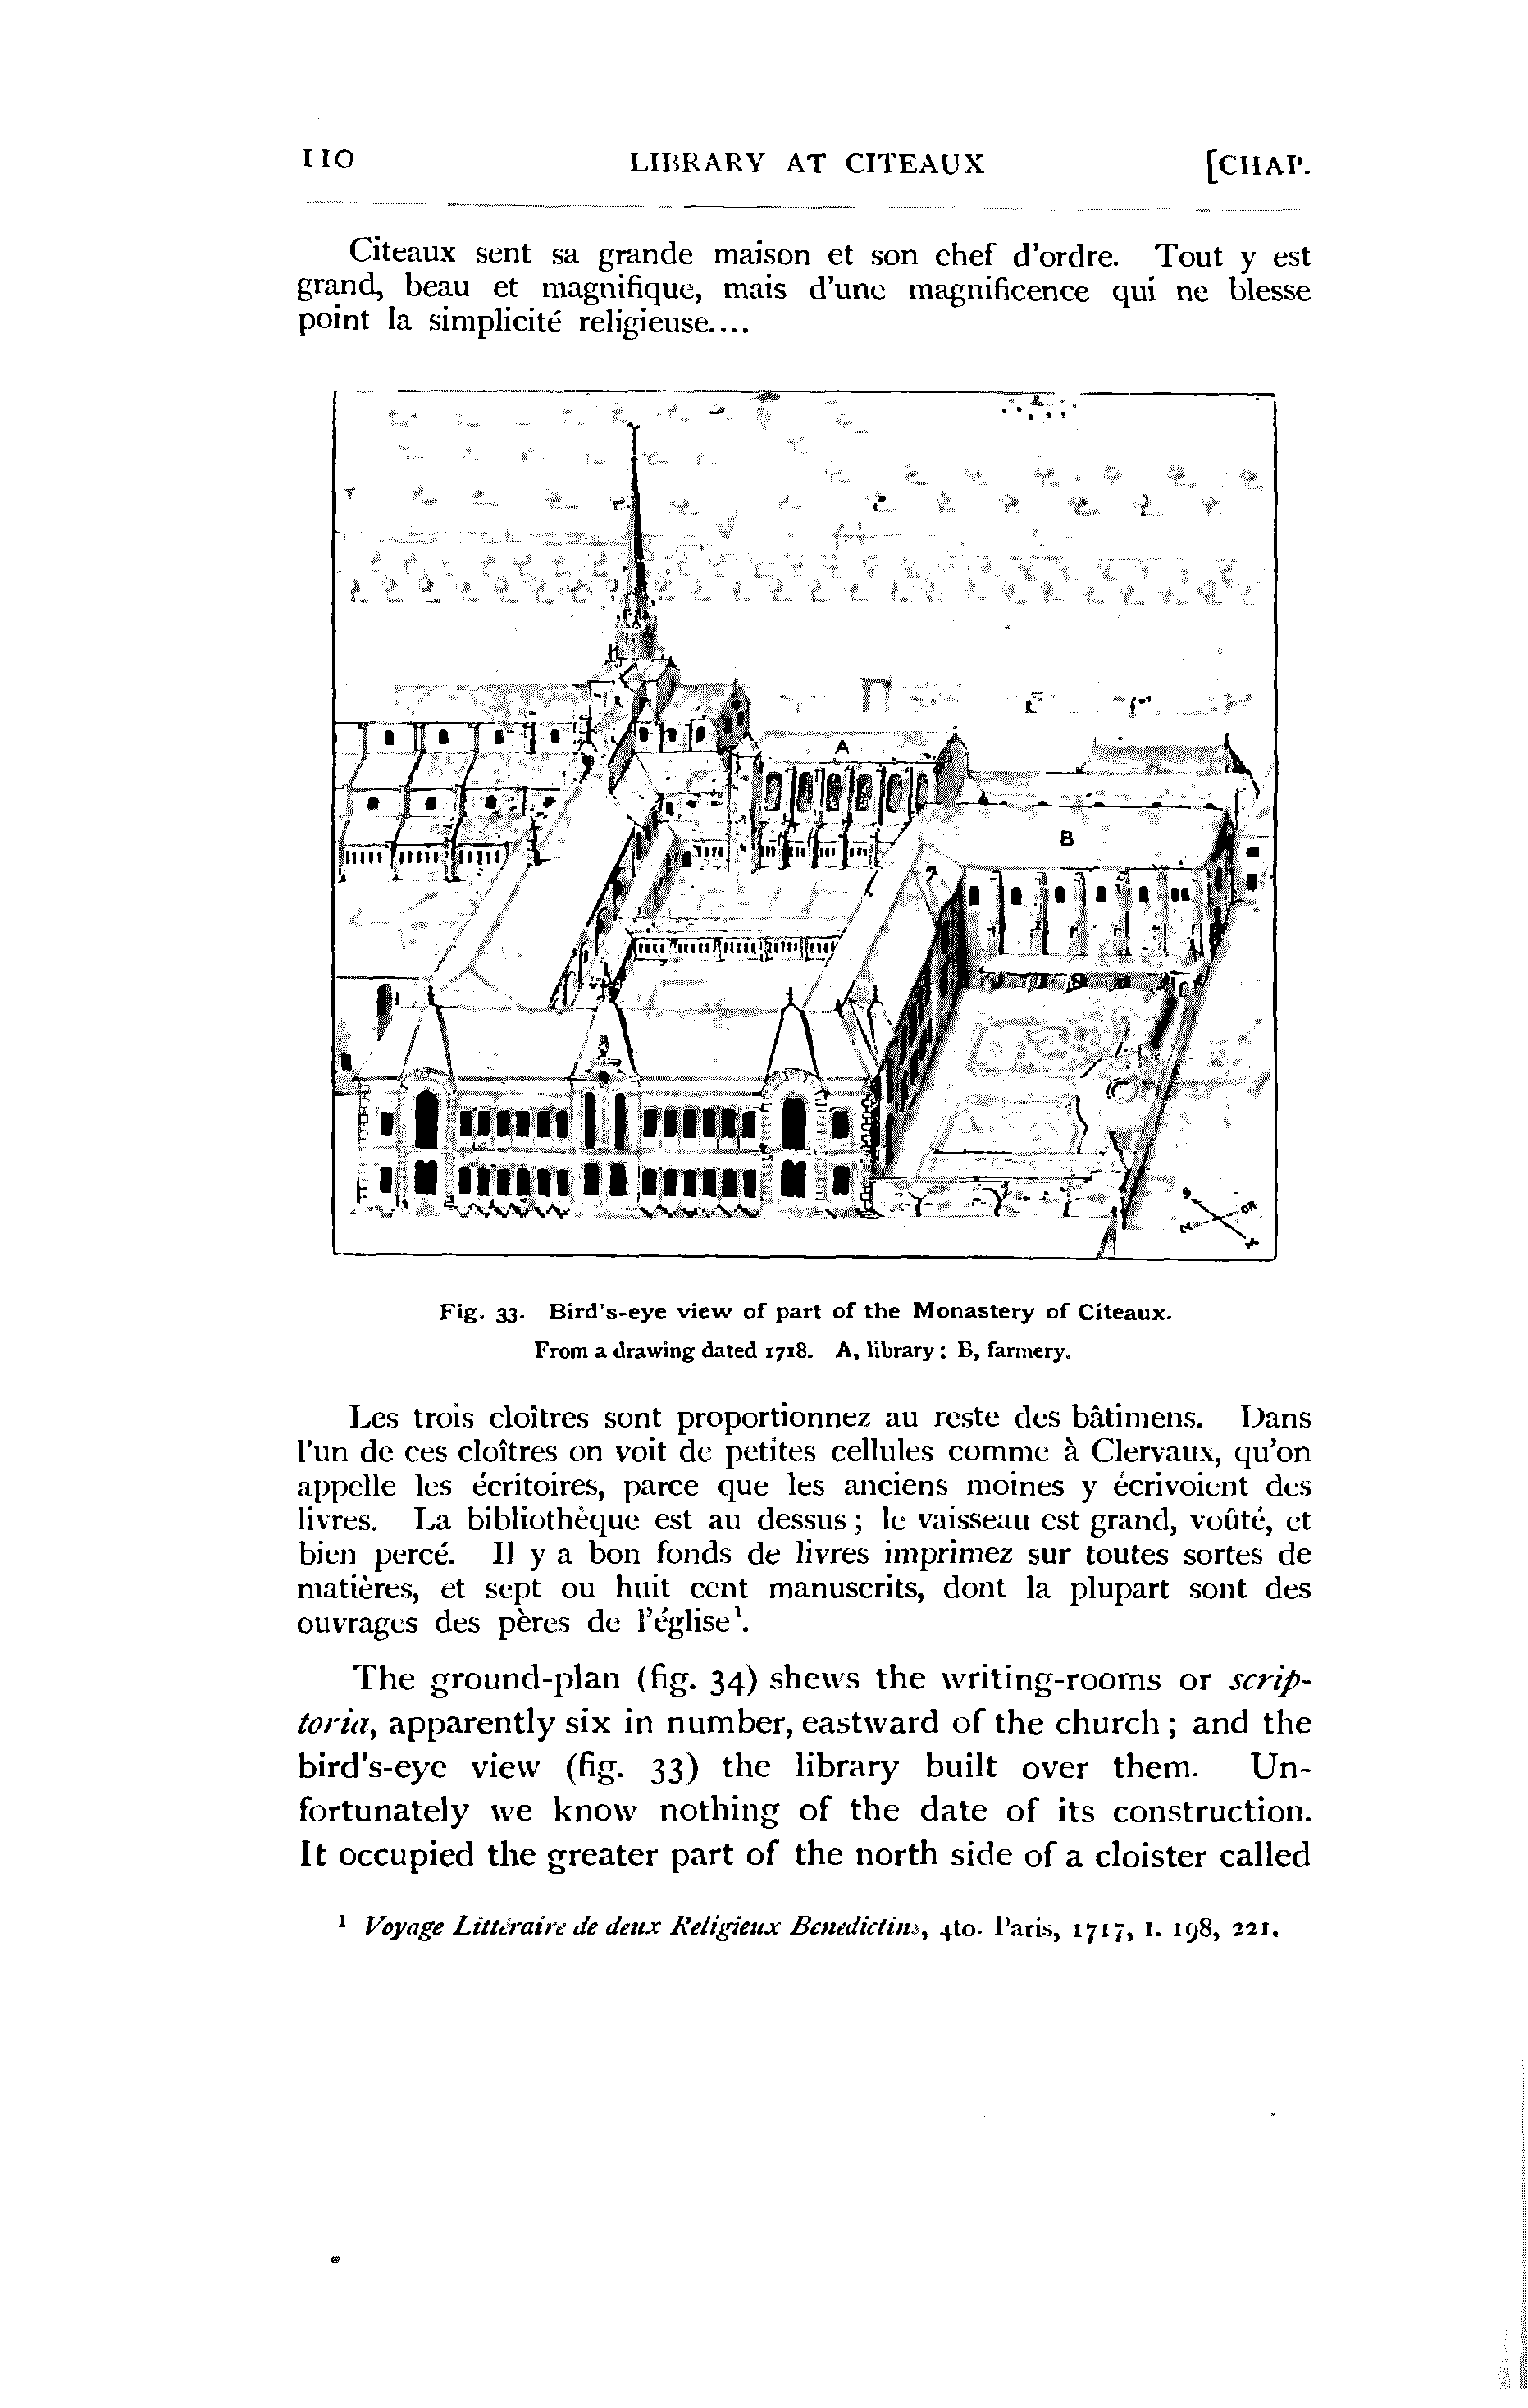 110 LIBRARY AT CITEAUX [CHAP.
Citeaux sent sa grande maison et son chef d'ordre. Tout y est
grand, beau et magnifique, mais d'une magnificence qui ne blesse
point la simplicité religieuse....
A
B
Fig. 33. Bird's-eye view of part of the Monastery of Citeaux.
From a drawing dated 1718. A, library; B, farmery.
Les trois cloîtres sont proportionnez au reste des bâtimens. Dans
l'un de ces cloîtres on voit de petites cellules comme à Clervaux, qu'on
appelle les écritoires, parce que les anciens moines y écrivoient des
livres. La bibliothèque est au dessus; le vaisseau est grand, voûté, et
bien percé. Il y a bon fonds de livres imprimez sur toutes sortes de
matières, et sept ou huit cent manuscrits, dont la plupart sont des
ouvrages des pères de l'église¹.
The ground-plan (fig. 34) shews the writing-rooms or scrip-
toria, apparently six in number, eastward of the church; and the
bird's-eye view (fig. 33) the library built over them. Un-
fortunately we know nothing of the date of its construction.
It occupied the greater part of the north side of a cloister called
¹ Voyage Littéraire de deux Religieux Benedictins, 4to. Paris, 1717, I. 198, 221.